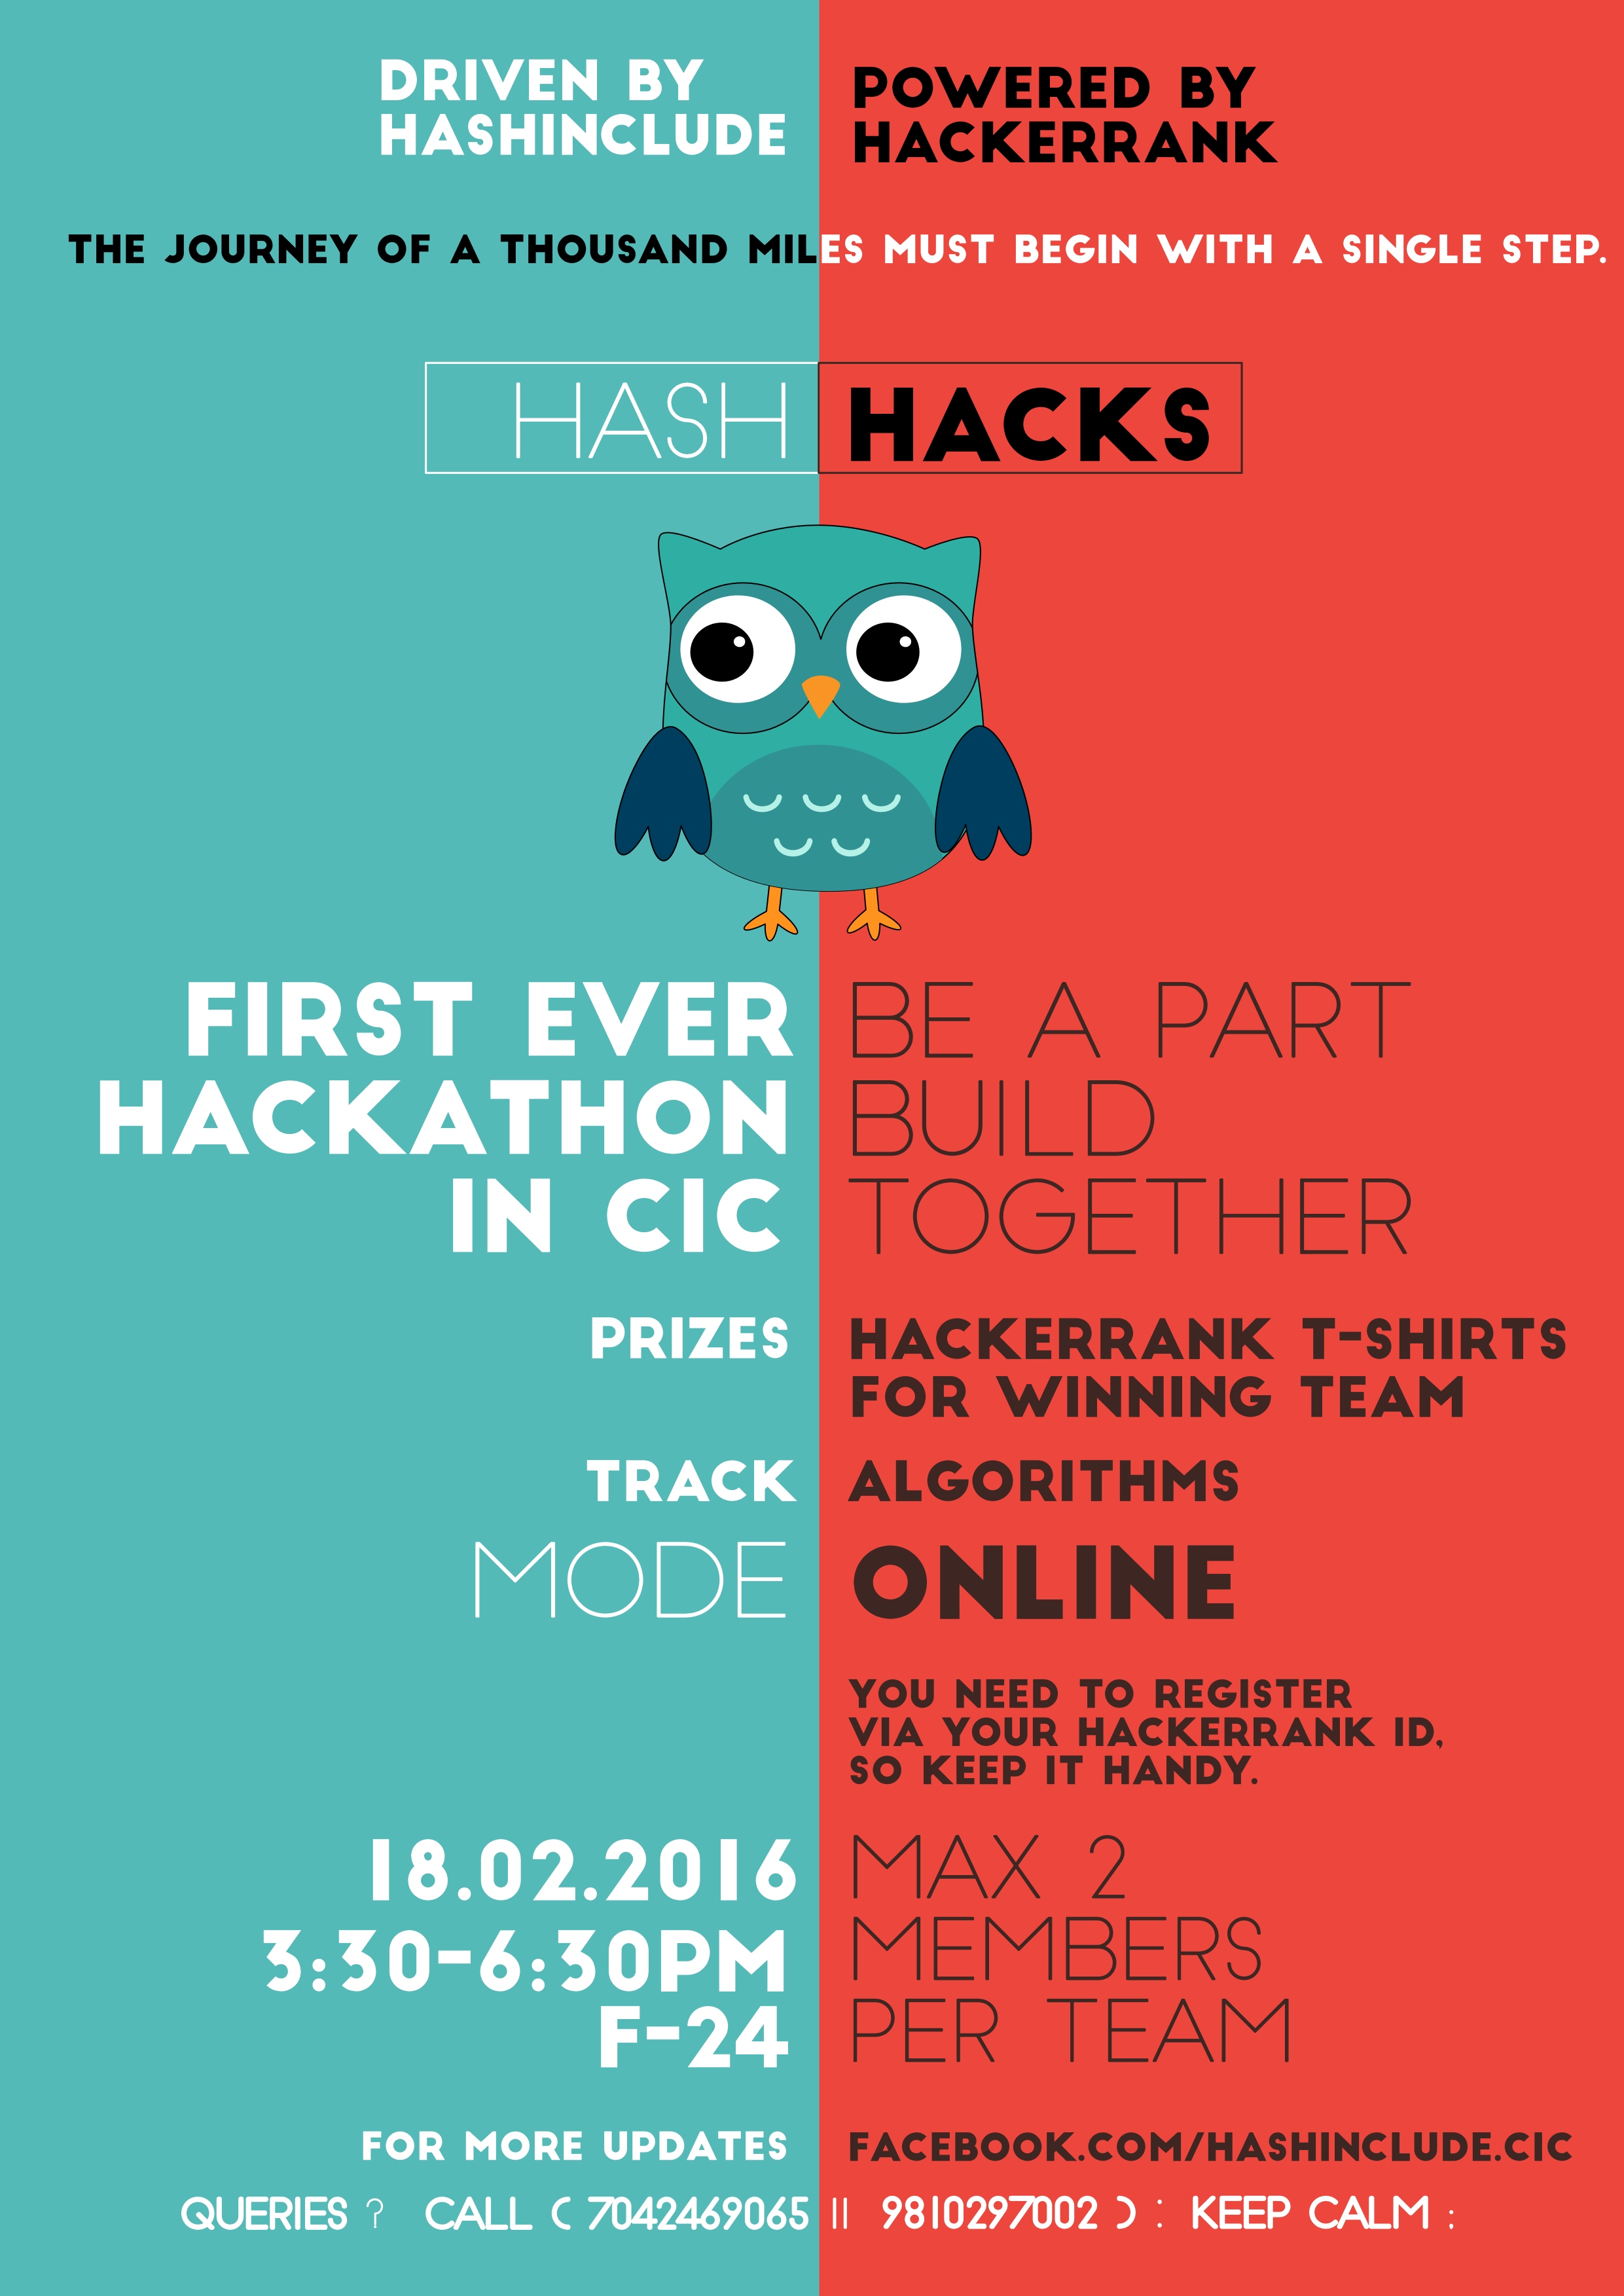 DRIVEN BY
HASHINCLUDE
POWERED BY
HACKERRANK
THE JOURNEY OF A THOUSAND MILES MUST BEGIN WITH A SINGLE STEP.
HASH HACKS
FIRST EVER
HACKATHON
IN CIC
BE A PART
BUILD
TOGETHER
PRIZES
HACKERRANK T-SHIRTS
FOR WINNING TEAM
TRACK
ALGORITHMS
MODE
ONLINE
YOU NEED TO REGISTER
VIA YOUR HACKERRANK ID,
SO KEEP IT HANDY.
18.02.2016
3:30-6:30PM
F-24
MAX 2
MEMBERS
PER TEAM
FOR MORE UPDATES
FACEBOOK.COM/HASHINCLUDE.CIC
QUERIES ? CALL ( 7042469065 || 9810297002 ) : KEEP CALM ;